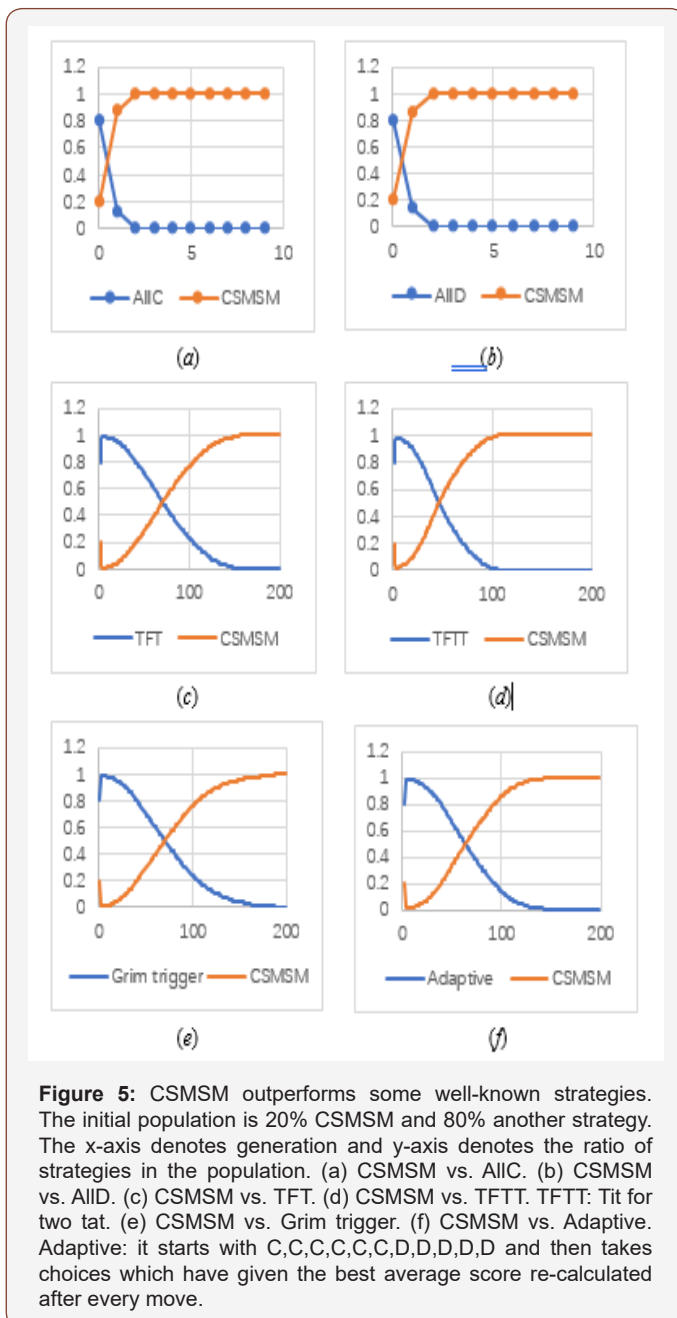 1.2
1
0.8
0.6
0.4
0.2
0
0 5 10
AllC CSMSM
(a)
1.2
1
0.8
0.6
0.4
0.2
0
0 5 10
AllD CSMSM
(b)
1.2
1
0.8
0.6
0.4
0.2
0
0 100 200
TFT CSMSM
(c)
1.2
1
0.8
0.6
0.4
0.2
0
0 100 200
TFTT CSMSM
(d)
1.2
1
0.8
0.6
0.4
0.2
0
0 100 200
Grim trigger CSMSM
(e)
1.2
1
0.8
0.6
0.4
0.2
0
0 100 200
Adaptive CSMSM
(f)
Figure 5: CSMSM outperforms some well-known strategies.
The initial population is 20% CSMSM and 80% another strategy.
The x-axis denotes generation and y-axis denotes the ratio of
strategies in the population. (a) CSMSM vs. AllC. (b) CSMSM
vs. AllD. (c) CSMSM vs. TFT. (d) CSMSM vs. TFTT. TFTT: Tit for
two tat. (e) CSMSM vs. Grim trigger. (f) CSMSM vs. Adaptive.
Adaptive: it starts with C,C,C,C,C,C,D,D,D,D,D and then takes
choices which have given the best average score re-calculated
after every move.